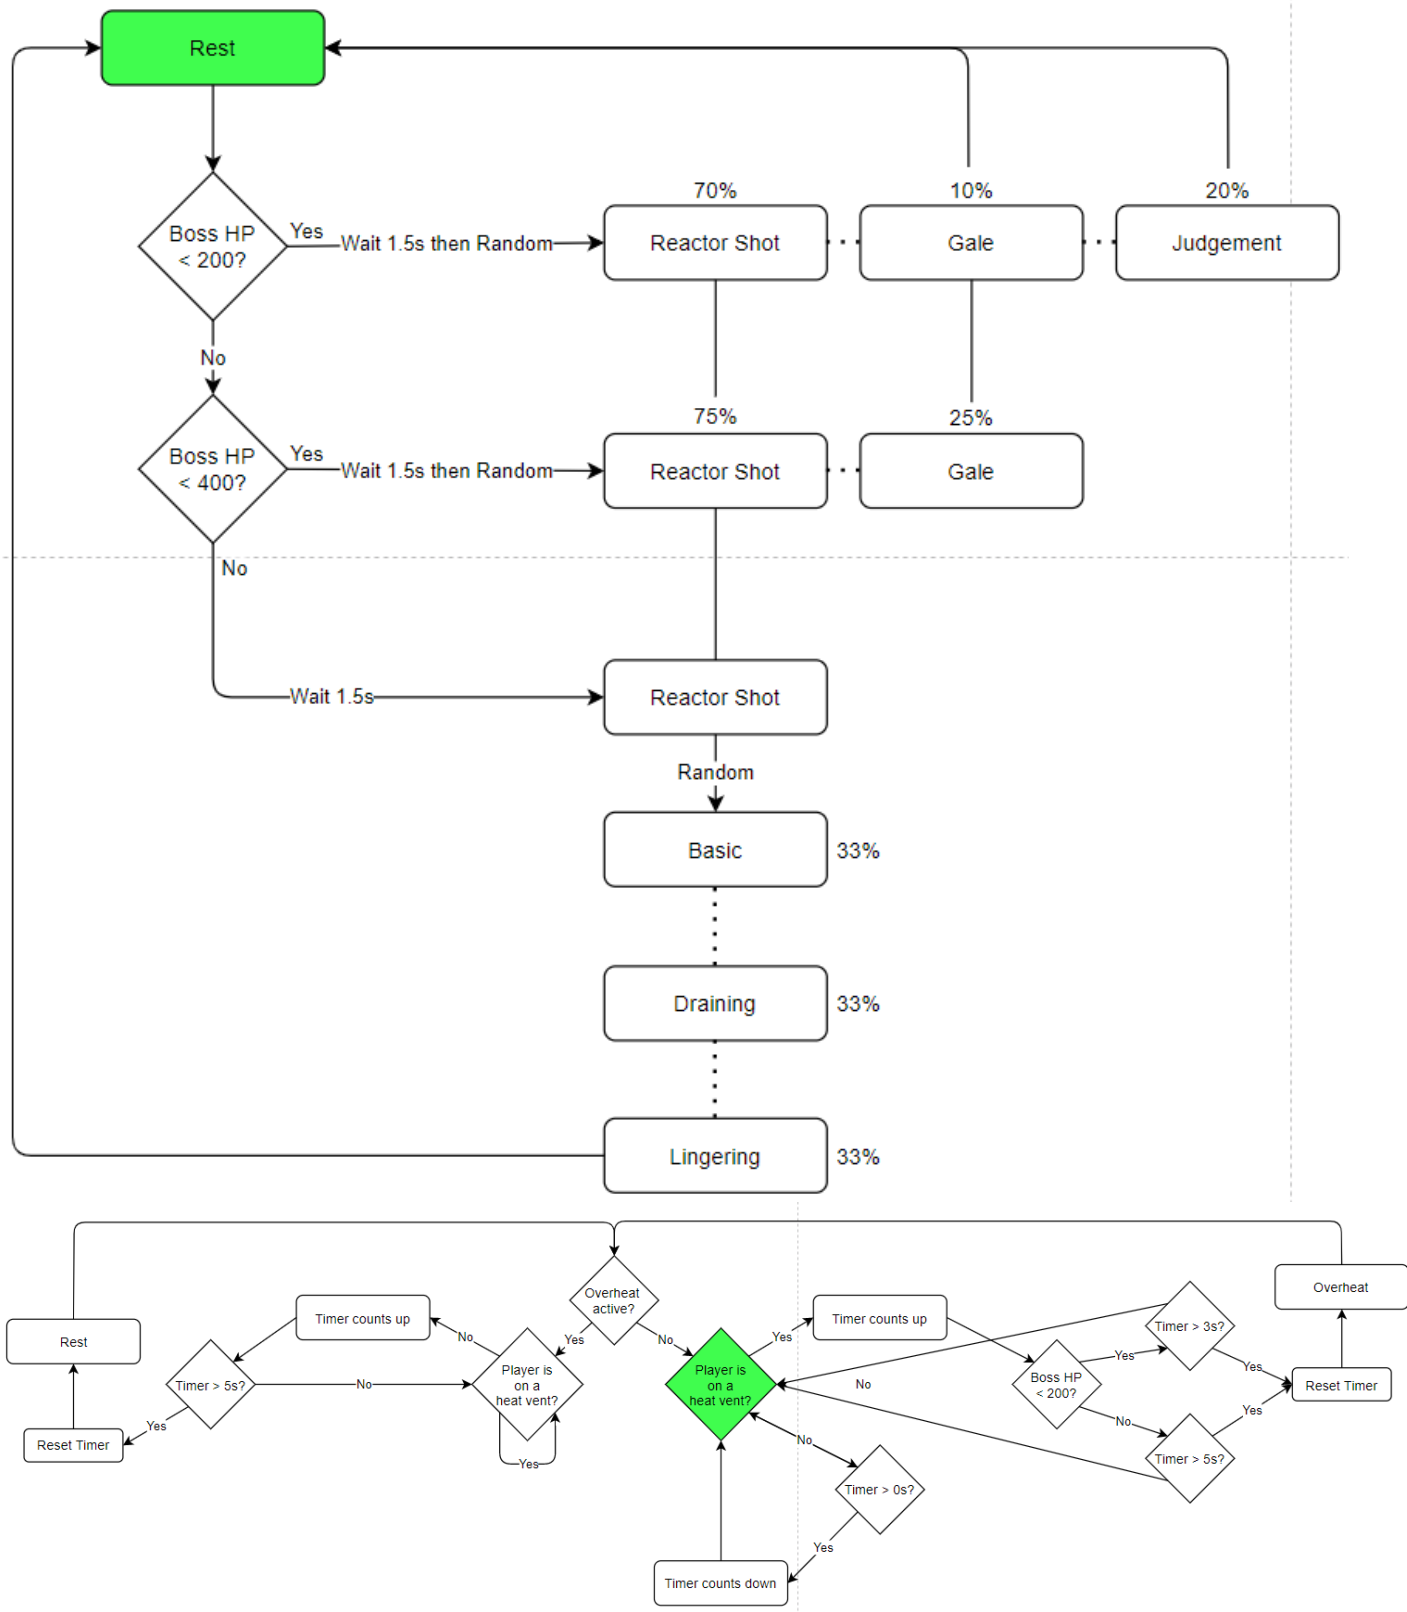 Rest
70%
10%
20%
Boss HP
< 200?
Yes
Wait 1.5s then Random
Reactor Shot
Gale
Judgement
No
75%
25%
Boss HP
< 400?
Yes
Wait 1.5s then Random
Reactor Shot
Gale
No
Wait 1.5s
Reactor Shot
Random
Basic
33%
Draining
33%
Lingering
33%
Overheat
active?
Yes
No
Timer counts up
No
Rest
Timer > 5s?
No
Player is
on a
heat vent?
Yes
Yes
Reset Timer
Player is
on a
heat vent?
Yes
Timer counts up
Boss HP
< 200?
Yes
No
Timer > 3s?
Yes
No
Timer > 5s?
Yes
Overheat
Reset Timer
No
Timer > 0s?
Yes
Timer counts down